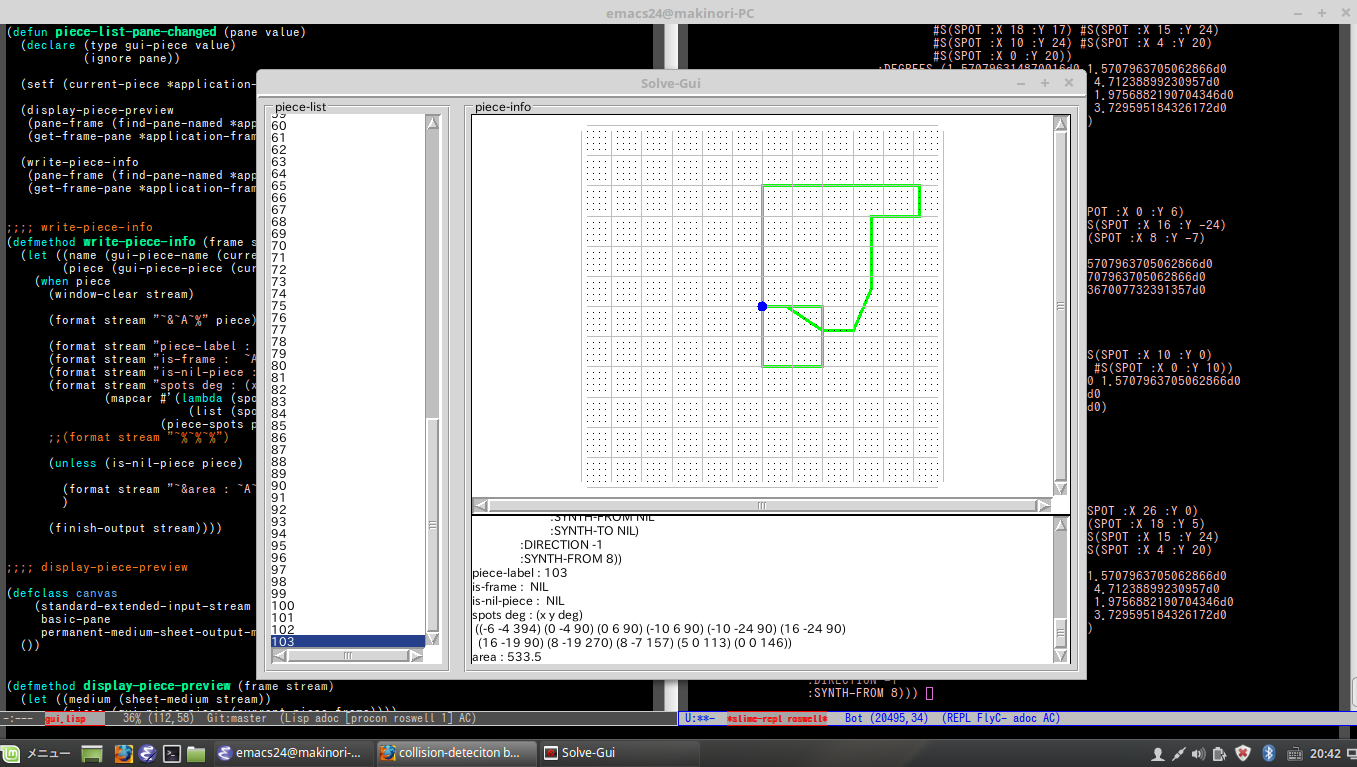 emacs24@makinori-PC
(defun piece-list-pane-changed (pane value)
(declare (type gui-piece value)
(ignore pane))
(setf (current-piece *application-
(display-piece-preview
(pane-frame (find-pane-named *app
(get-frame-pane *application-fram
(write-piece-info
(pane-frame (find-pane-named *app
(get-frame-pane *application-fram
;;;; write-piece-info
(defmethod write-piece-info (frame s
(let ((name (gui-piece-name (curre
(piece (gui-piece-piece (cur
(when piece
(window-clear stream)
(format stream "~&~A~%" piece)
(format stream "piece-label :
(format stream "is-frame :  ~A
(format stream "is-nil-piece :
(format stream "spots deg : (x
(mapcar #'(lambda (spo
(list (spo
(piece-spots p
;;(format stream "~%~%~%")
(unless (is-nil-piece piece)
(format stream "~&area : ~A~
)
(finish-output stream))))
;;;; display-piece-preview
(defclass canvas
(standard-extended-input-stream
basic-pane
permanent-medium-sheet-output-m
())
(defmethod display-piece-preview (frame stream)
(let ((medium (sheet-medium stream))
-:---  gui.lisp  36% (112,58)  Git:master  (Lisp adoc [procon roswell 1] AC)
Solve-Gui
piece-list
59
60
61
62
63
64
65
66
67
68
69
70
71
72
73
74
75
76
77
78
79
80
81
82
83
84
85
86
87
88
89
90
91
92
93
94
95
96
97
98
99
100
101
102
103
piece-info
:SYNTH-FROM NIL
:SYNTH-TO NIL)
:DIRECTION -1
:SYNTH-FROM 8))
piece-label : 103
is-frame :  NIL
is-nil-piece :  NIL
spots deg : (x y deg)
((-6 -4 394) (0 -4 90) (0 6 90) (-10 6 90) (-10 -24 90) (16 -24 90)
(16 -19 90) (8 -19 270) (8 -7 157) (5 0 113) (0 0 146))
area : 533.5
#S(SPOT :X 18 :Y 17) #S(SPOT :X 15 :Y 24)
#S(SPOT :X 10 :Y 24) #S(SPOT :X 4 :Y 20)
#S(SPOT :X 0 :Y 20))
:DEGREES (1.570796314870016d0 1.5707963705062866d0
4.71238899230957d0
1.9756882190704346d0
3.729595184326172d0
)
POT :X 0 :Y 6)
S(SPOT :X 16 :Y -24)
(SPOT :X 8 :Y -7)
5707963705062866d0
707963705062866d0
367007732391357d0
S(SPOT :X 10 :Y 0)
#S(SPOT :X 0 :Y 10))
0 1.5707963705062866d0
d0
d0)
SPOT :X 26 :Y 0)
(SPOT :X 18 :Y 5)
S(SPOT :X 15 :Y 24)
S(SPOT :X 4 :Y 20)
1.5707963705062866d0
4.71238899230957d0
1.9756882190704346d0
3.729595184326172d0
)
:DIRECTION -1
:SYNTH-FROM 8)))
U:**-  *slime-repl roswell*  Bot (20495,34)  (REPL FlyC- adoc AC)
メニュー
emacs24@makinori-...
collision-deteciton b...
Solve-Gui
20:42